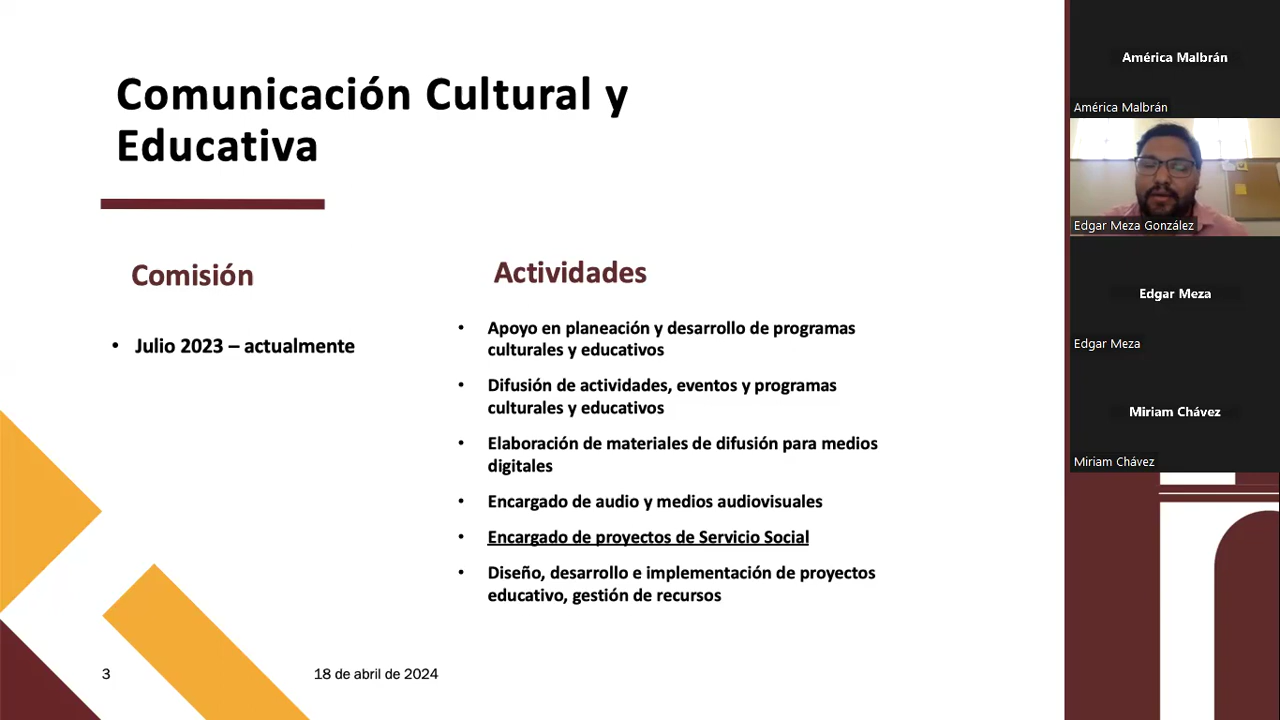 Comunicación Cultural y
Educativa
Comisión
• Julio 2023 – actualmente
Actividades
• Apoyo en planeación y desarrollo de programas
culturales y educativos
• Difusión de actividades, eventos y programas
culturales y educativos
• Elaboración de materiales de difusión para medios
digitales
• Encargado de audio y medios audiovisuales
• Encargado de proyectos de Servicio Social
• Diseño, desarrollo e implementación de proyectos
educativo, gestión de recursos
3
18 de abril de 2024
América Malbrán
América Malbrán
Edgar Meza González
Edgar Meza
Edgar Meza
Miriam Chávez
Miriam Chávez